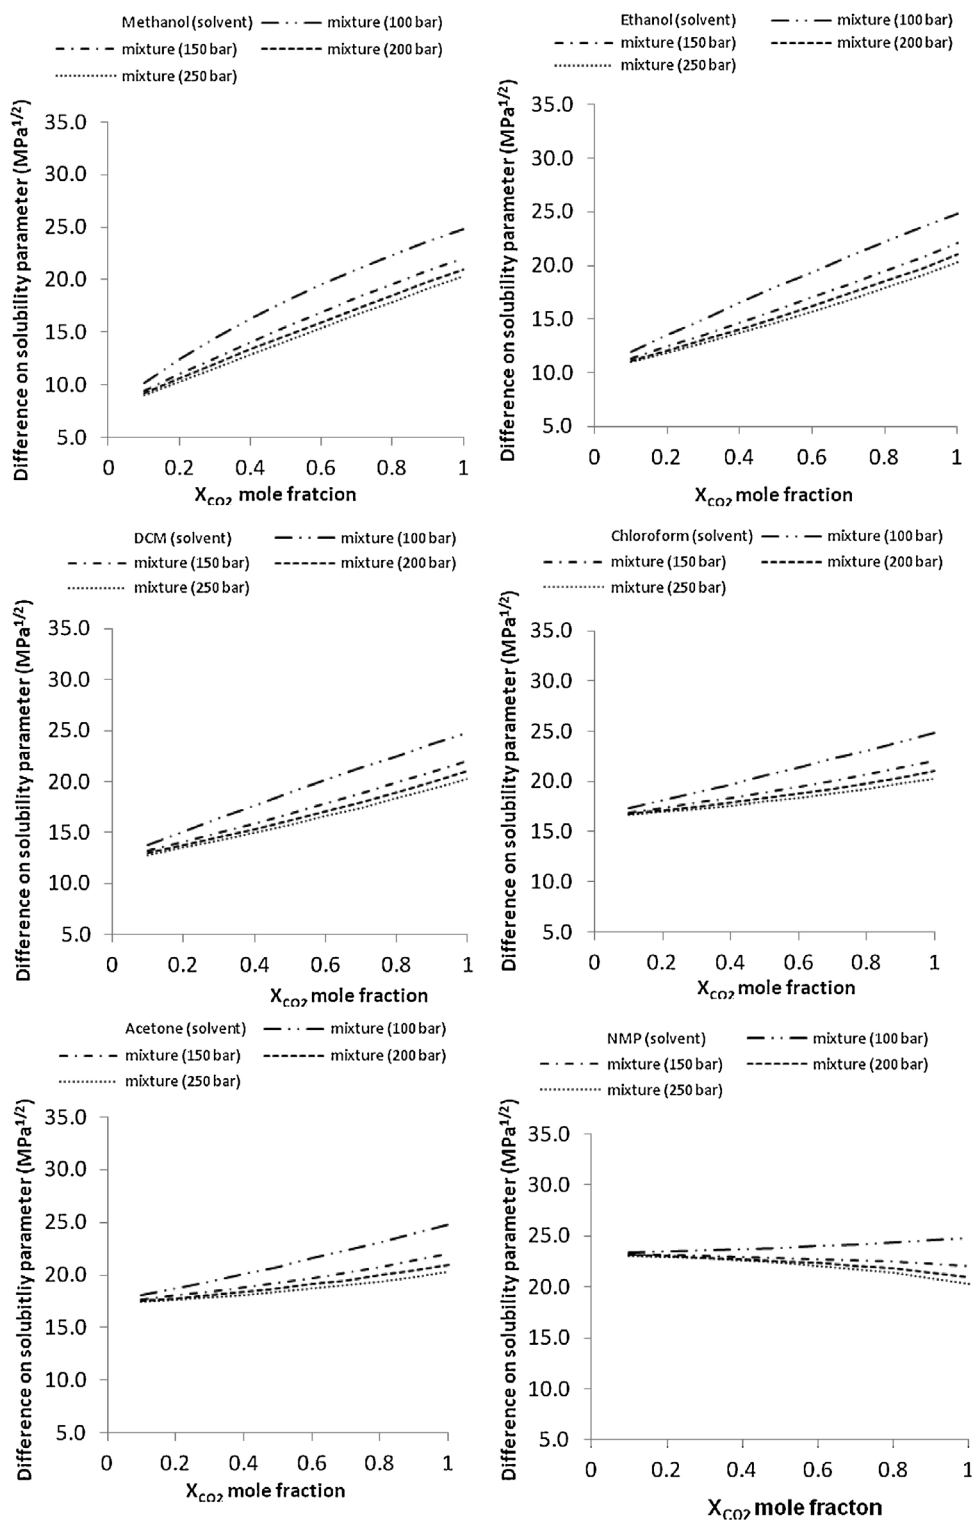 Methanol (solvent) mixture (100 bar)
mixture (150 bar) mixture (200 bar)
mixture (250 bar)
Difference on solubility parameter (MPa1/2)
35.0
30.0
25.0
20.0
15.0
10.0
5.0
0 0.2 0.4 0.6 0.8 1
XCO2 mole fratcion
Ethanol (solvent) mixture (100 bar)
mixture (150 bar) mixture (200 bar)
mixture (250 bar)
Difference on solubility parameter (MPa1/2)
35.0
30.0
25.0
20.0
15.0
10.0
5.0
0 0.2 0.4 0.6 0.8 1
XCO2 mole fraction
DCM (solvent) mixture (100 bar)
mixture (150 bar) mixture (200 bar)
mixture (250 bar)
Difference on solubility parameter (MPa1/2)
35.0
30.0
25.0
20.0
15.0
10.0
5.0
0 0.2 0.4 0.6 0.8 1
XCO2 mole fraction
Chloroform (solvent) mixture (100 bar)
mixture (150 bar) mixture (200 bar)
mixture (250 bar)
Difference on solubility parameter (MPa1/2)
35.0
30.0
25.0
20.0
15.0
10.0
5.0
0 0.2 0.4 0.6 0.8 1
XCO2 mole fraction
Acetone (solvent) mixture (100 bar)
mixture (150 bar) mixture (200 bar)
mixture (250 bar)
Difference on solubitliy parameter (MPa1/2)
35.0
30.0
25.0
20.0
15.0
10.0
5.0
0 0.2 0.4 0.6 0.8 1
XCO2 mole fraction
NMP (solvent) mixture (100 bar)
mixture (150 bar) mixture (200 bar)
mixture (250 bar)
Difference on solubility parameter (MPa1/2)
35.0
30.0
25.0
20.0
15.0
10.0
5.0
0 0.2 0.4 0.6 0.8 1
XCO2 mole fracton